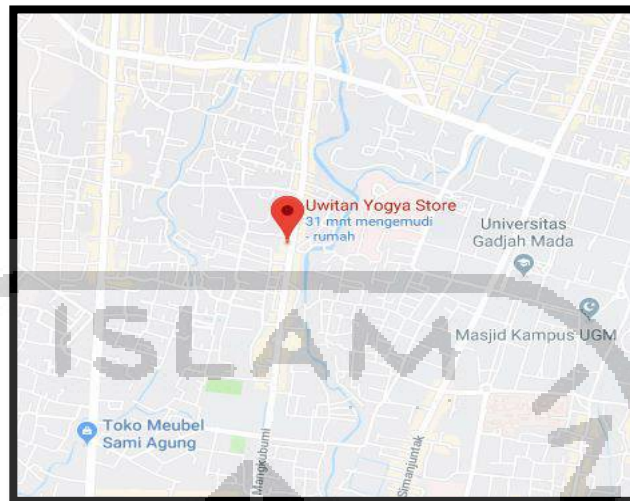 Uwitan Yogya Store
31 mnt mengemudi
- rumah
Universitas
Gadjah Mada
ISLAM
Masjid Kampus UGM
Toko Meubel
Sami Agung
Mangkubumi
Simanjuntak